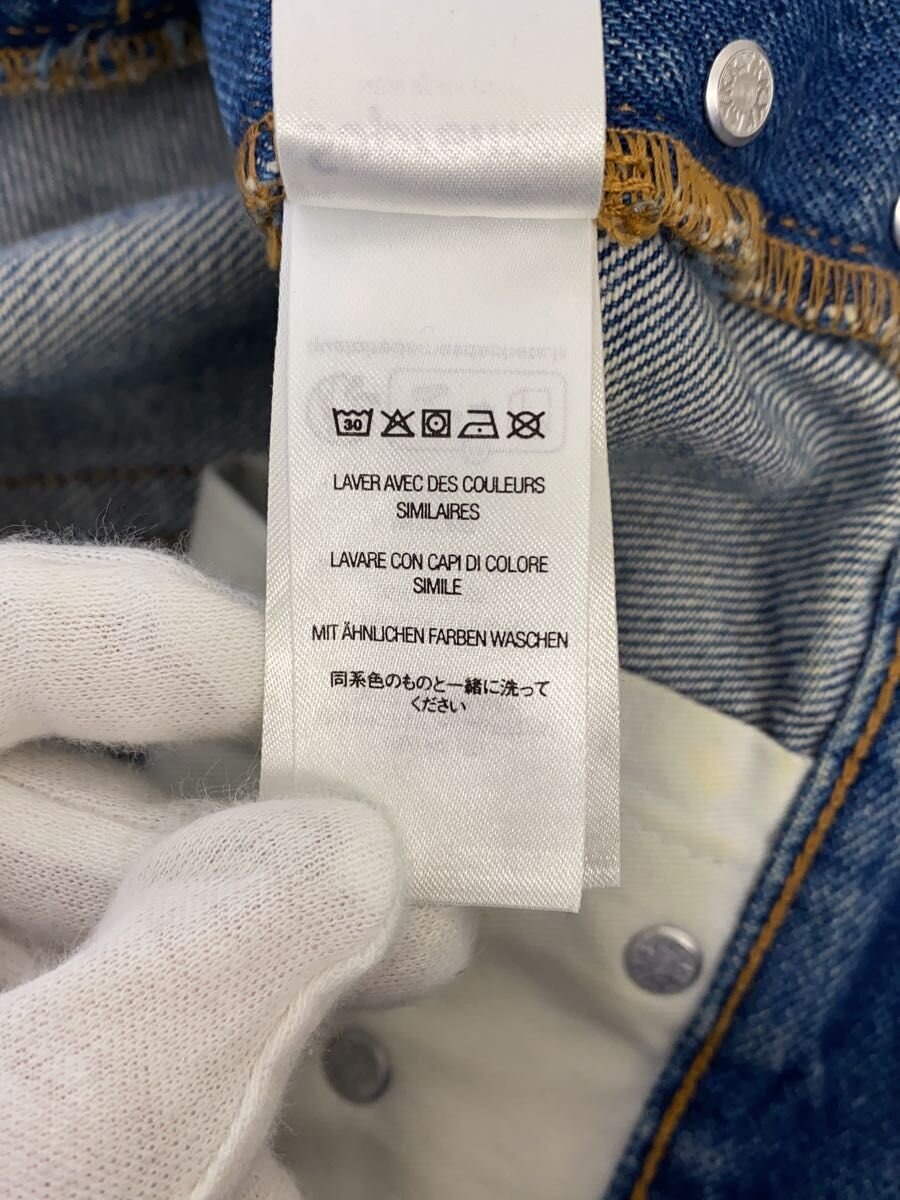 30
LAVER AVEC DES COULEURS
SIMILAIRES
LAVARE CON CAPI DI COLORE
SIMILE
MIT ÄHNLICHEN FARBEN WASCHEN
同系色のものと一緒に洗って
ください